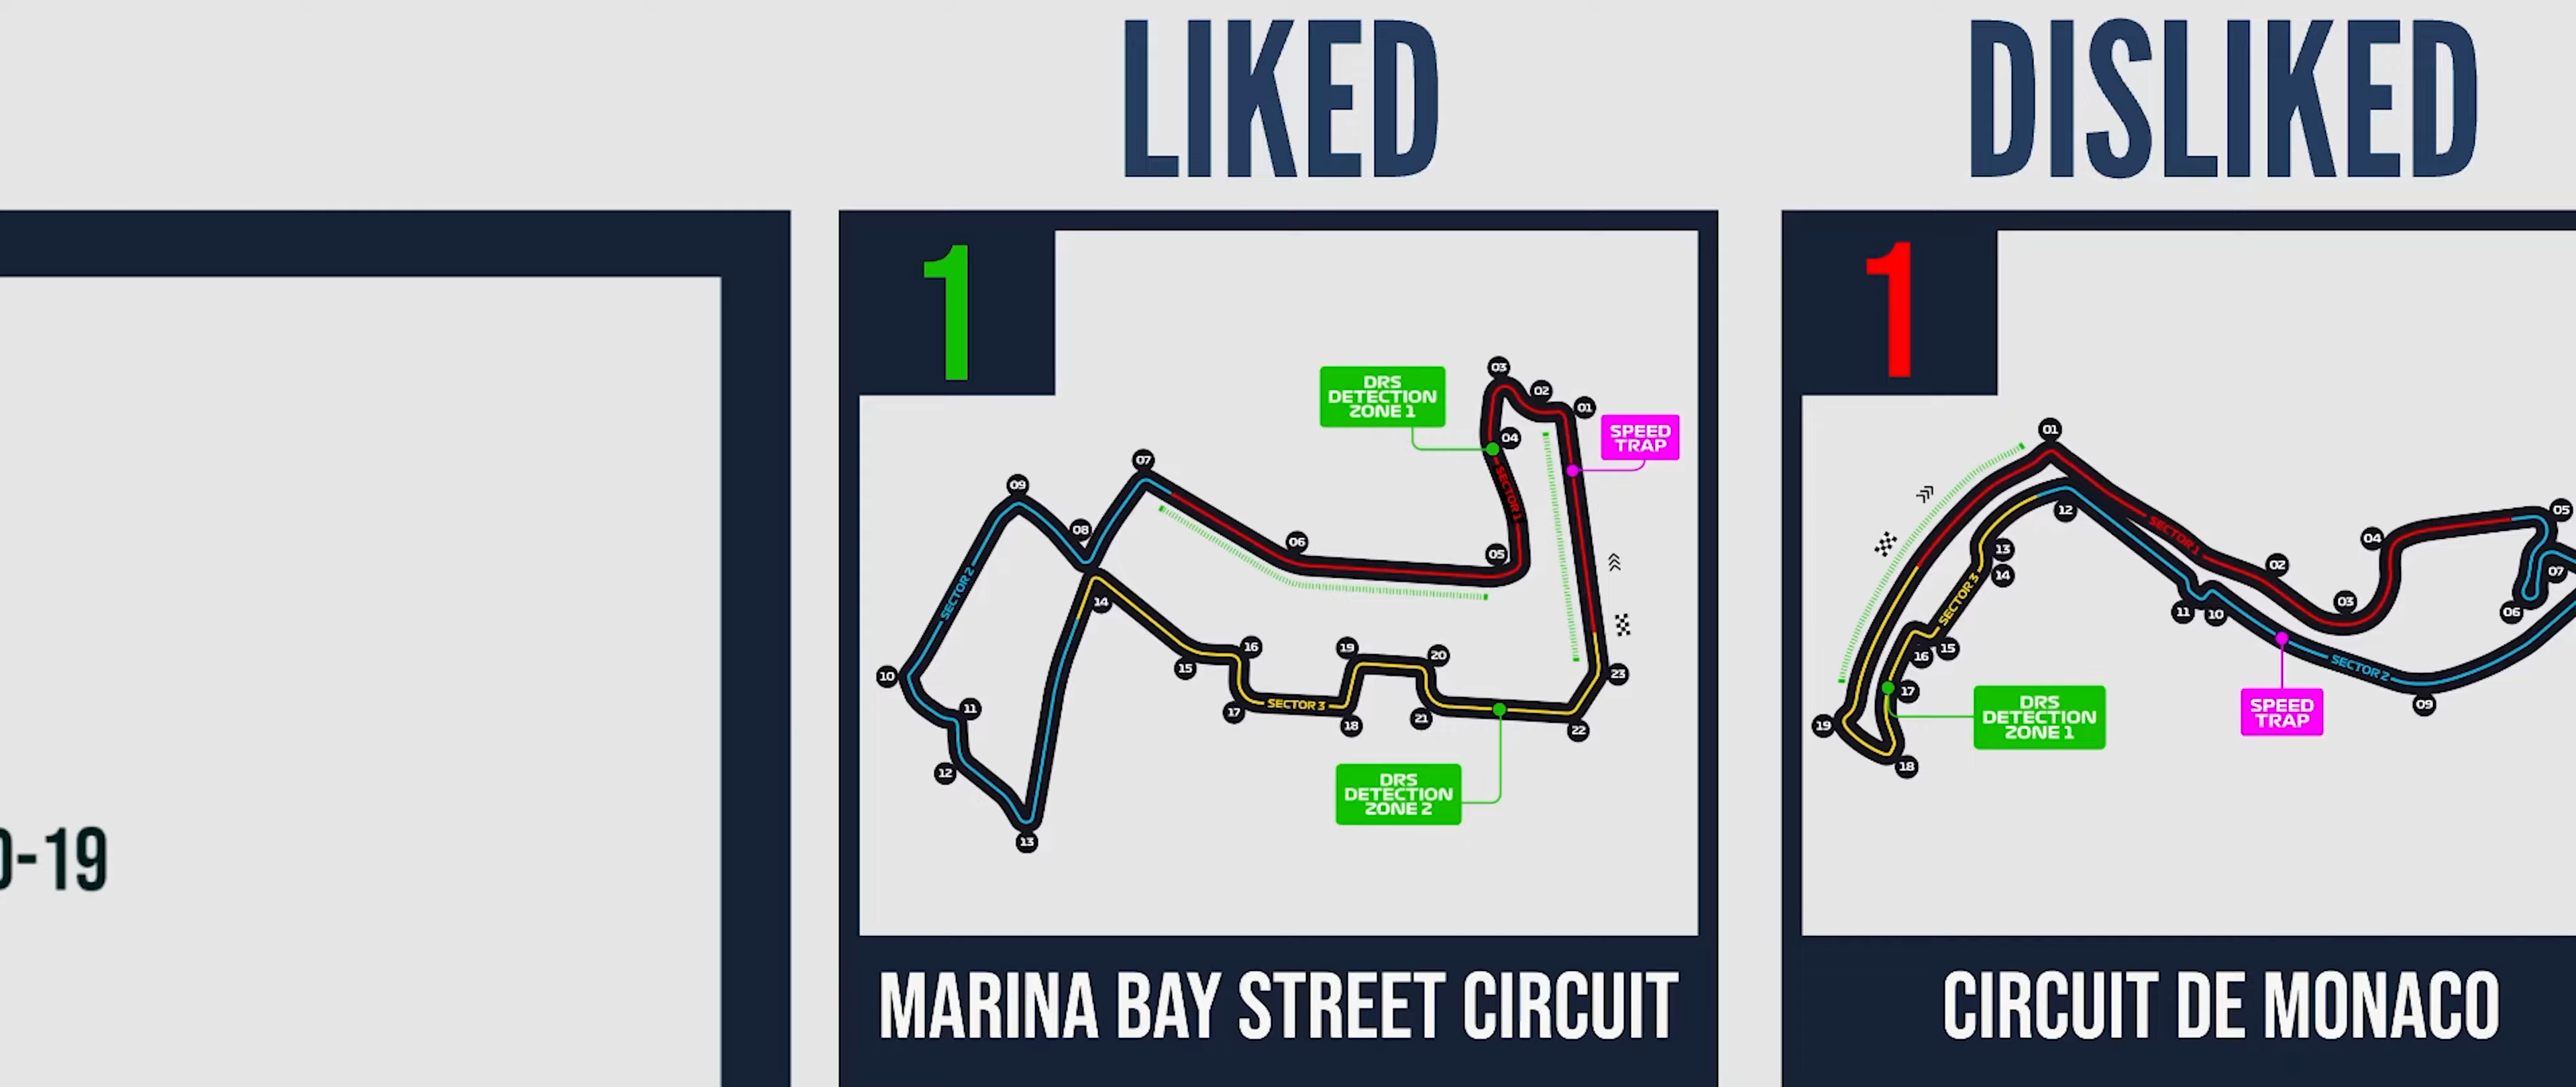 LIKED
DISLIKED
-19
1
03
02
01
DRS
DETECTION
ZONE 1
SPEED
TRAP
04
SECTOR 1
07
09
08
06
05
SECTOR 2
14
10
11
12
13
15
16
17
SECTOR 3
18
19
20
21
22
23
DRS
DETECTION
ZONE 2
MARINA BAY STREET CIRCUIT
1
01
SECTOR 1
12
13
14
SECTOR 3
15
16
17
18
19
DRS
DETECTION
ZONE 1
11
10
02
03
04
05
06
07
SECTOR 2
09
SPEED
TRAP
CIRCUIT DE MONACO